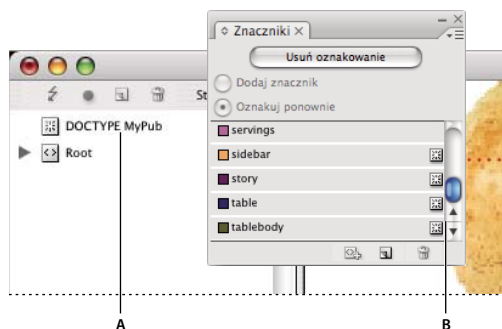 Znaczniki
Usuń oznakowanie
Dodaj znacznik
St
Oznakuj ponownie
DOCTYPE MyPub
servings
Root
sidebar
story
table
tablebody
A B